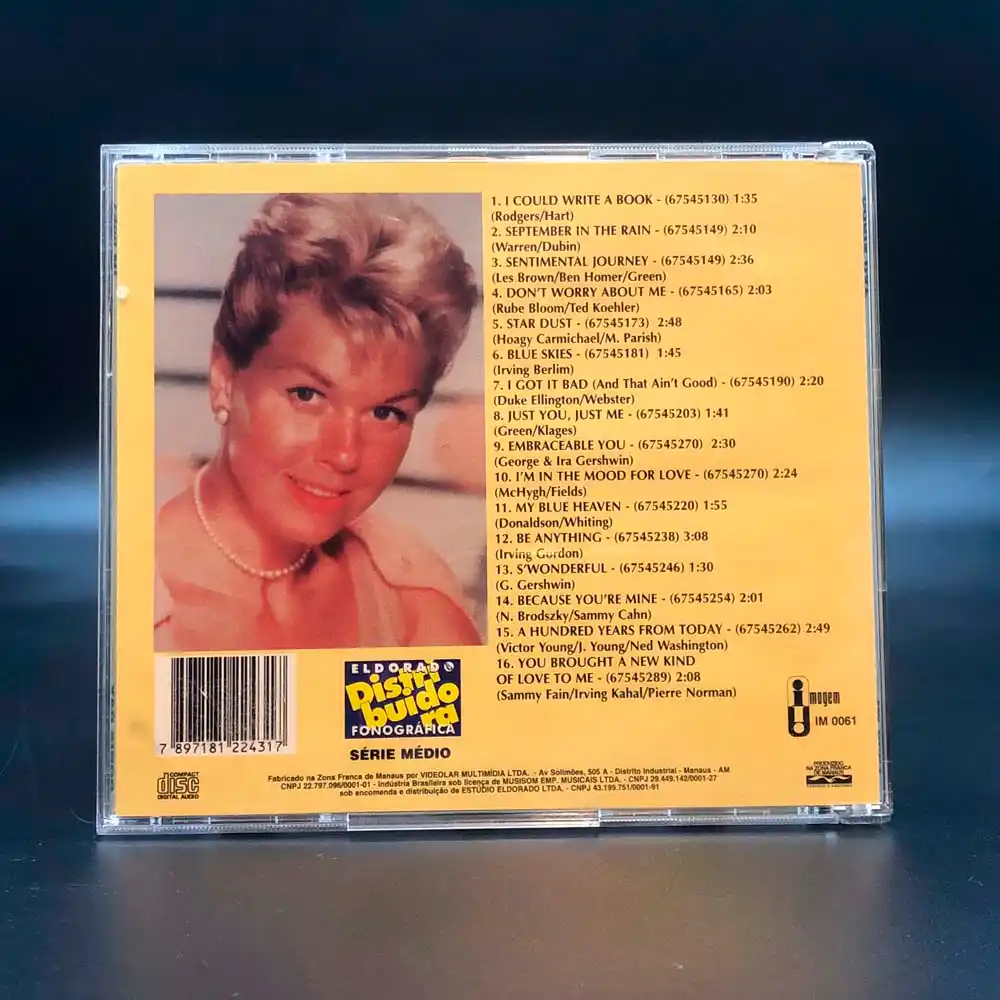 1. I COULD WRITE A BOOK - (67545130) 1:35
(Rodgers/Hart)
2. SEPTEMBER IN THE RAIN - (67545149) 2:10
(Warren/Dubin)
3. SENTIMENTAL JOURNEY - (67545149) 2:36
(Les Brown/Ben Homer/Green)
4. DON'T WORRY ABOUT ME - (67545165) 2:03
(Rube Bloom/Ted Koehler)
5. STAR DUST - (67545173) 2:48
(Hoagy Carmichael/M. Parish)
6. BLUE SKIES - (67545181) 1:45
(Irving Berlim)
7. I GOT IT BAD (And That Ain't Good) - (67545190) 2:20
(Duke Ellington/Webster)
8. JUST YOU, JUST ME - (67545203) 1:41
(Green/Klages)
9. EMBRACEABLE YOU - (67545270) 2:30
(George & Ira Gershwin)
10. I'M IN THE MOOD FOR LOVE - (67545270) 2:24
(McHygh/Fields)
11. MY BLUE HEAVEN - (67545220) 1:55
(Donaldson/Whiting)
12. BE ANYTHING - (67545238) 3:08
(Irving Gordon)
13. S'WONDERFUL - (67545246) 1:30
(G. Gershwin)
14. BECAUSE YOU'RE MINE - (67545254) 2:01
(N. Brodszky/Sammy Cahn)
15. A HUNDRED YEARS FROM TODAY - (67545262) 2:49
(Victor Young/J. Young/Ned Washington)
16. YOU BROUGHT A NEW KIND
OF LOVE TO ME - (67545289) 2:08
(Sammy Fain/Irving Kahal/Pierre Norman)
7 897181 224317
ELDORADO
Distri
buido
ra
FONOGRÁFICA
SÉRIE MÉDIO
imagem
IM 0061
COMPACT
disc
DIGITAL AUDIO
Fabricado na Zona Franca de Manaus por VIDEOLAR MULTIMÍDIA LTDA. - Av Solimões, 505 A - Distrito Industrial - Manaus - AM
CNPJ 22.797.096/0001-01 - Indústria Brasileira sob licença de MUSISOM EMP. MUSICAIS LTDA. - CNPJ 29.449.142/0001-27
sob encomenda e distribuição de ESTÚDIO ELDORADO LTDA. - CNPJ 43.199.751/0001-91
PRODUZIDO
NA ZONA FRANCA
DE MANAUS